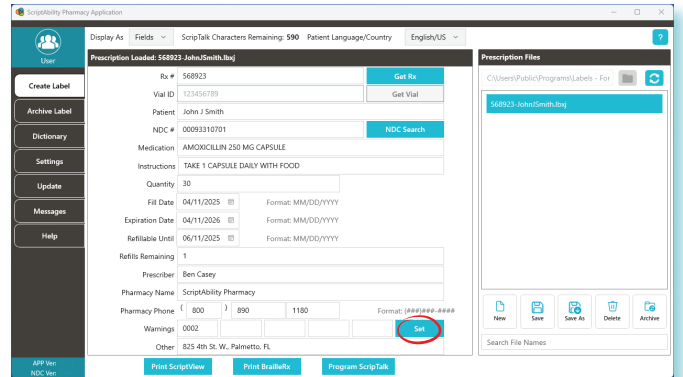 ScriptAbility Pharmacy Application
User
Create Label
Archive Label
Dictionary
Settings
Update
Messages
Help
APP Ver:
NDC Ver:
Display As Fields ScripTalk Characters Remaining: 590 Patient Language/Country English/US ?
Prescription Loaded: 568923-JohnJSmith.lbxj
Rx # 568923 Get Rx
Vial ID 123456789 Get Vial
Patient John J Smith
NDC # 00093310701 NDC Search
Medication AMOXICILLIN 250 MG CAPSULE
Instructions TAKE 1 CAPSULE DAILY WITH FOOD
Quantity 30
Fill Date 04/11/2025 Format: MM/DD/YYYY
Expiration Date 04/11/2026 Format: MM/DD/YYYY
Refillable Until 06/11/2025 Format: MM/DD/YYYY
Refills Remaining 1
Prescriber Ben Casey
Pharmacy Name ScriptAbility Pharmacy
Pharmacy Phone ( 800 ) 890 1180 Format: (###)###-####
Warnings 0002 Set
Other 825 4th St. W., Palmetto, FL
Print ScriptView Print BrailleRx Program ScripTalk
Prescription Files
C:\Users\Public\Programs\Labels - For
568923-JohnJSmith.lbxj
New Save Save As Delete Archive
Search File Names